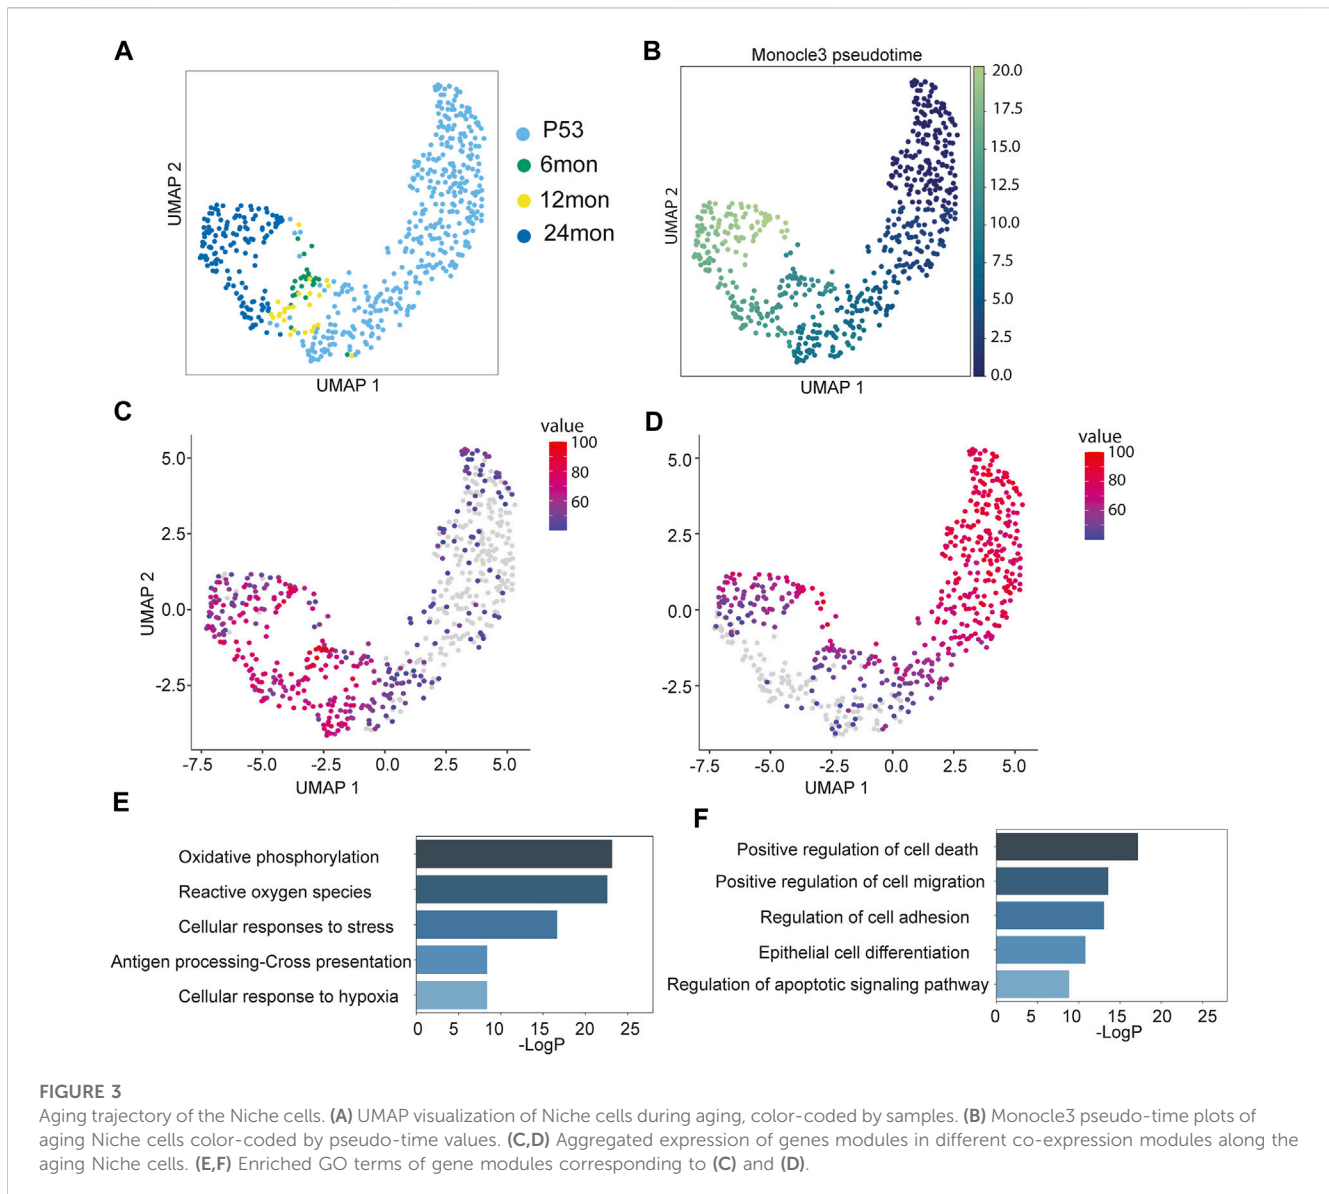 A
UMAP 2
UMAP 1
P53
6mon
12mon
24mon
B
Monocle3 pseudotime
UMAP 2
UMAP 1
20.0
17.5
15.0
12.5
10.0
7.5
5.0
2.5
0.0
C
value
100
80
60
5.0
2.5
0.0
-2.5
UMAP 2
-7.5 -5.0 -2.5 0.0 2.5 5.0
UMAP 1
D
value
100
80
60
5.0
2.5
0.0
-2.5
-7.5 -5.0 -2.5 0.0 2.5 5.0
UMAP 1
E
Oxidative phosphorylation
Reactive oxygen species
Cellular responses to stress
Antigen processing-Cross presentation
Cellular response to hypoxia
0 5 10 15 20 25
-LogP
F
Positive regulation of cell death
Positive regulation of cell migration
Regulation of cell adhesion
Epithelial cell differentiation
Regulation of apoptotic signaling pathway
0 5 10 15 20 25
-LogP
FIGURE 3
Aging trajectory of the Niche cells. (A) UMAP visualization of Niche cells during aging, color-coded by samples. (B) Monocle3 pseudo-time plots of
aging Niche cells color-coded by pseudo-time values. (C,D) Aggregated expression of genes modules in different co-expression modules along the
aging Niche cells. (E,F) Enriched GO terms of gene modules corresponding to (C) and (D).